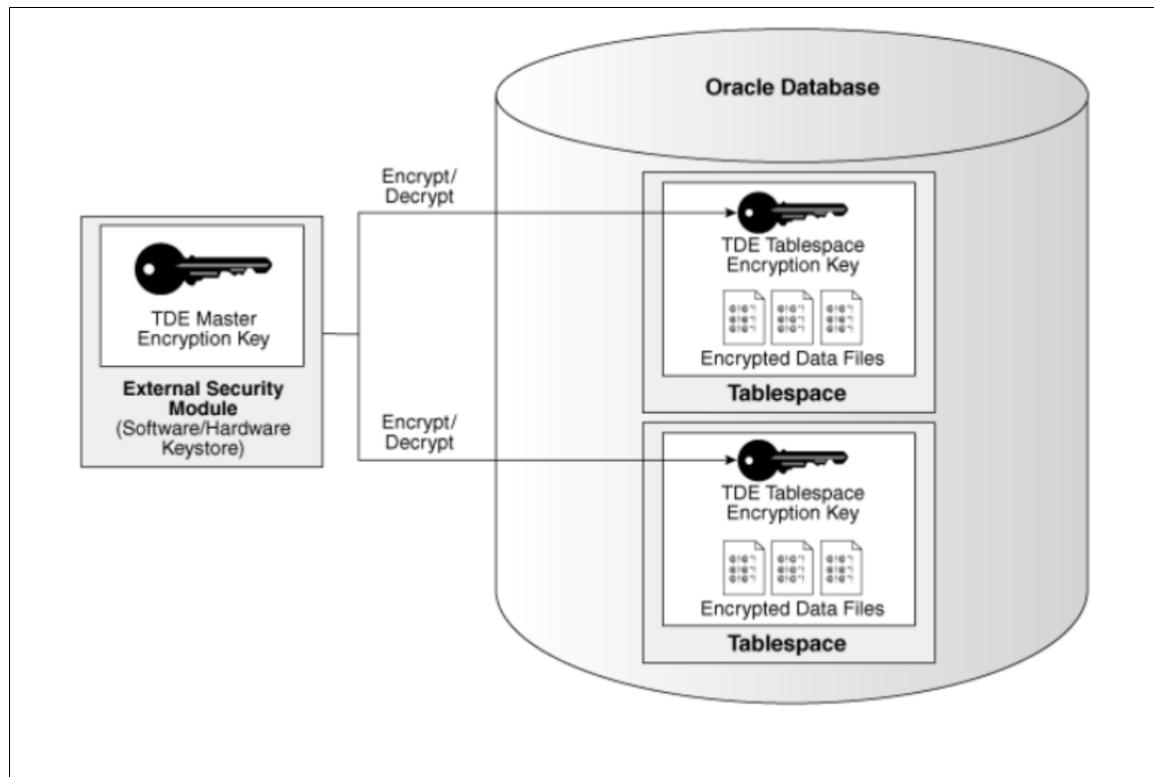 Oracle Database
Encrypt/
Decrypt
TDE Tablespace
Encryption Key
Encrypted Data Files
Tablespace
TDE Master
Encryption Key
External Security
Module
(Software/Hardware
Keystore)
Encrypt/
Decrypt
TDE Tablespace
Encryption Key
Encrypted Data Files
Tablespace